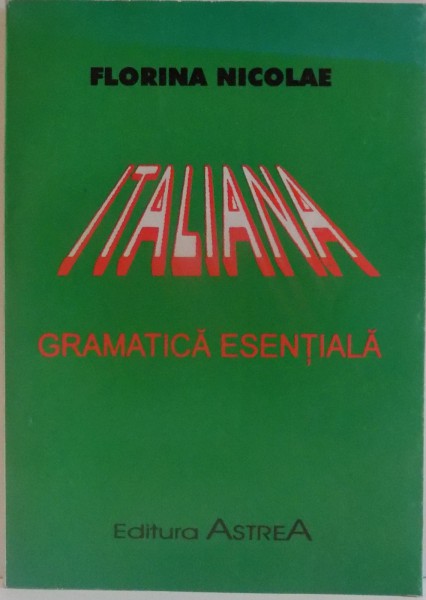 FLORINA NICOLAE
ITALIANA
GRAMATICĂ ESENȚIALĂ
Editura ASTREA